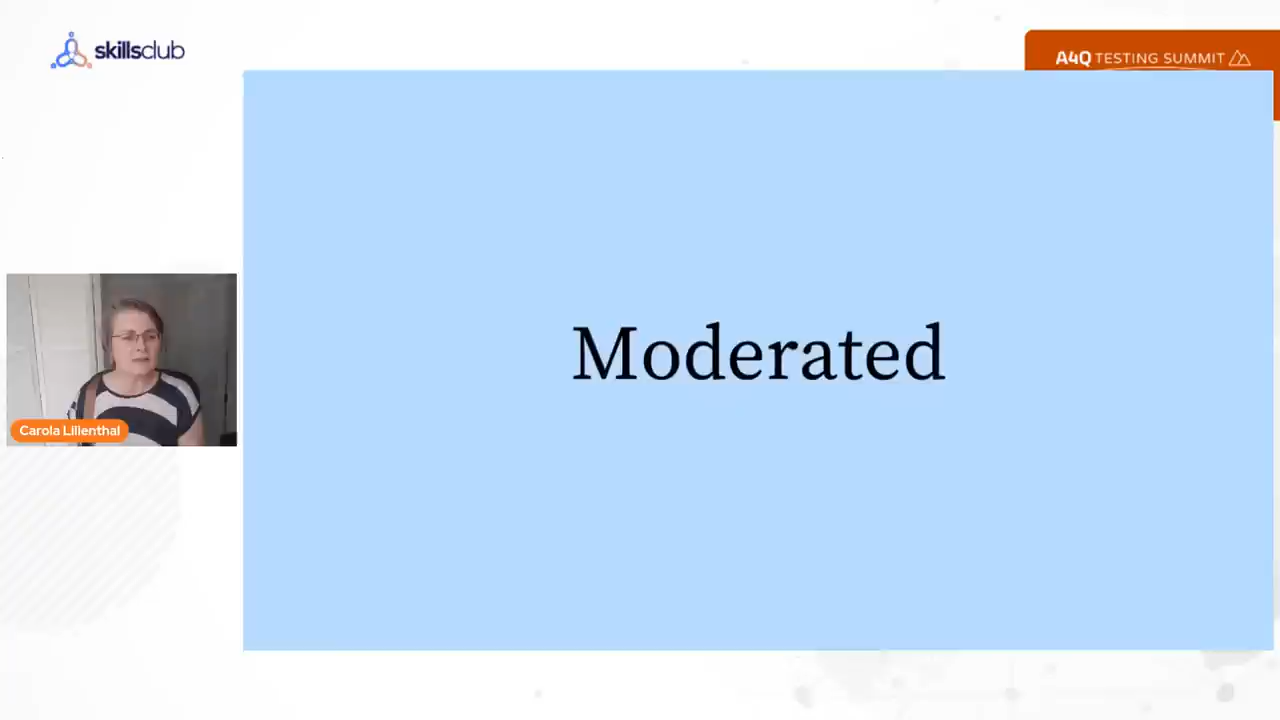 skillsclub
A4Q TESTING SUMMIT
Moderated
Carola Lilienthal